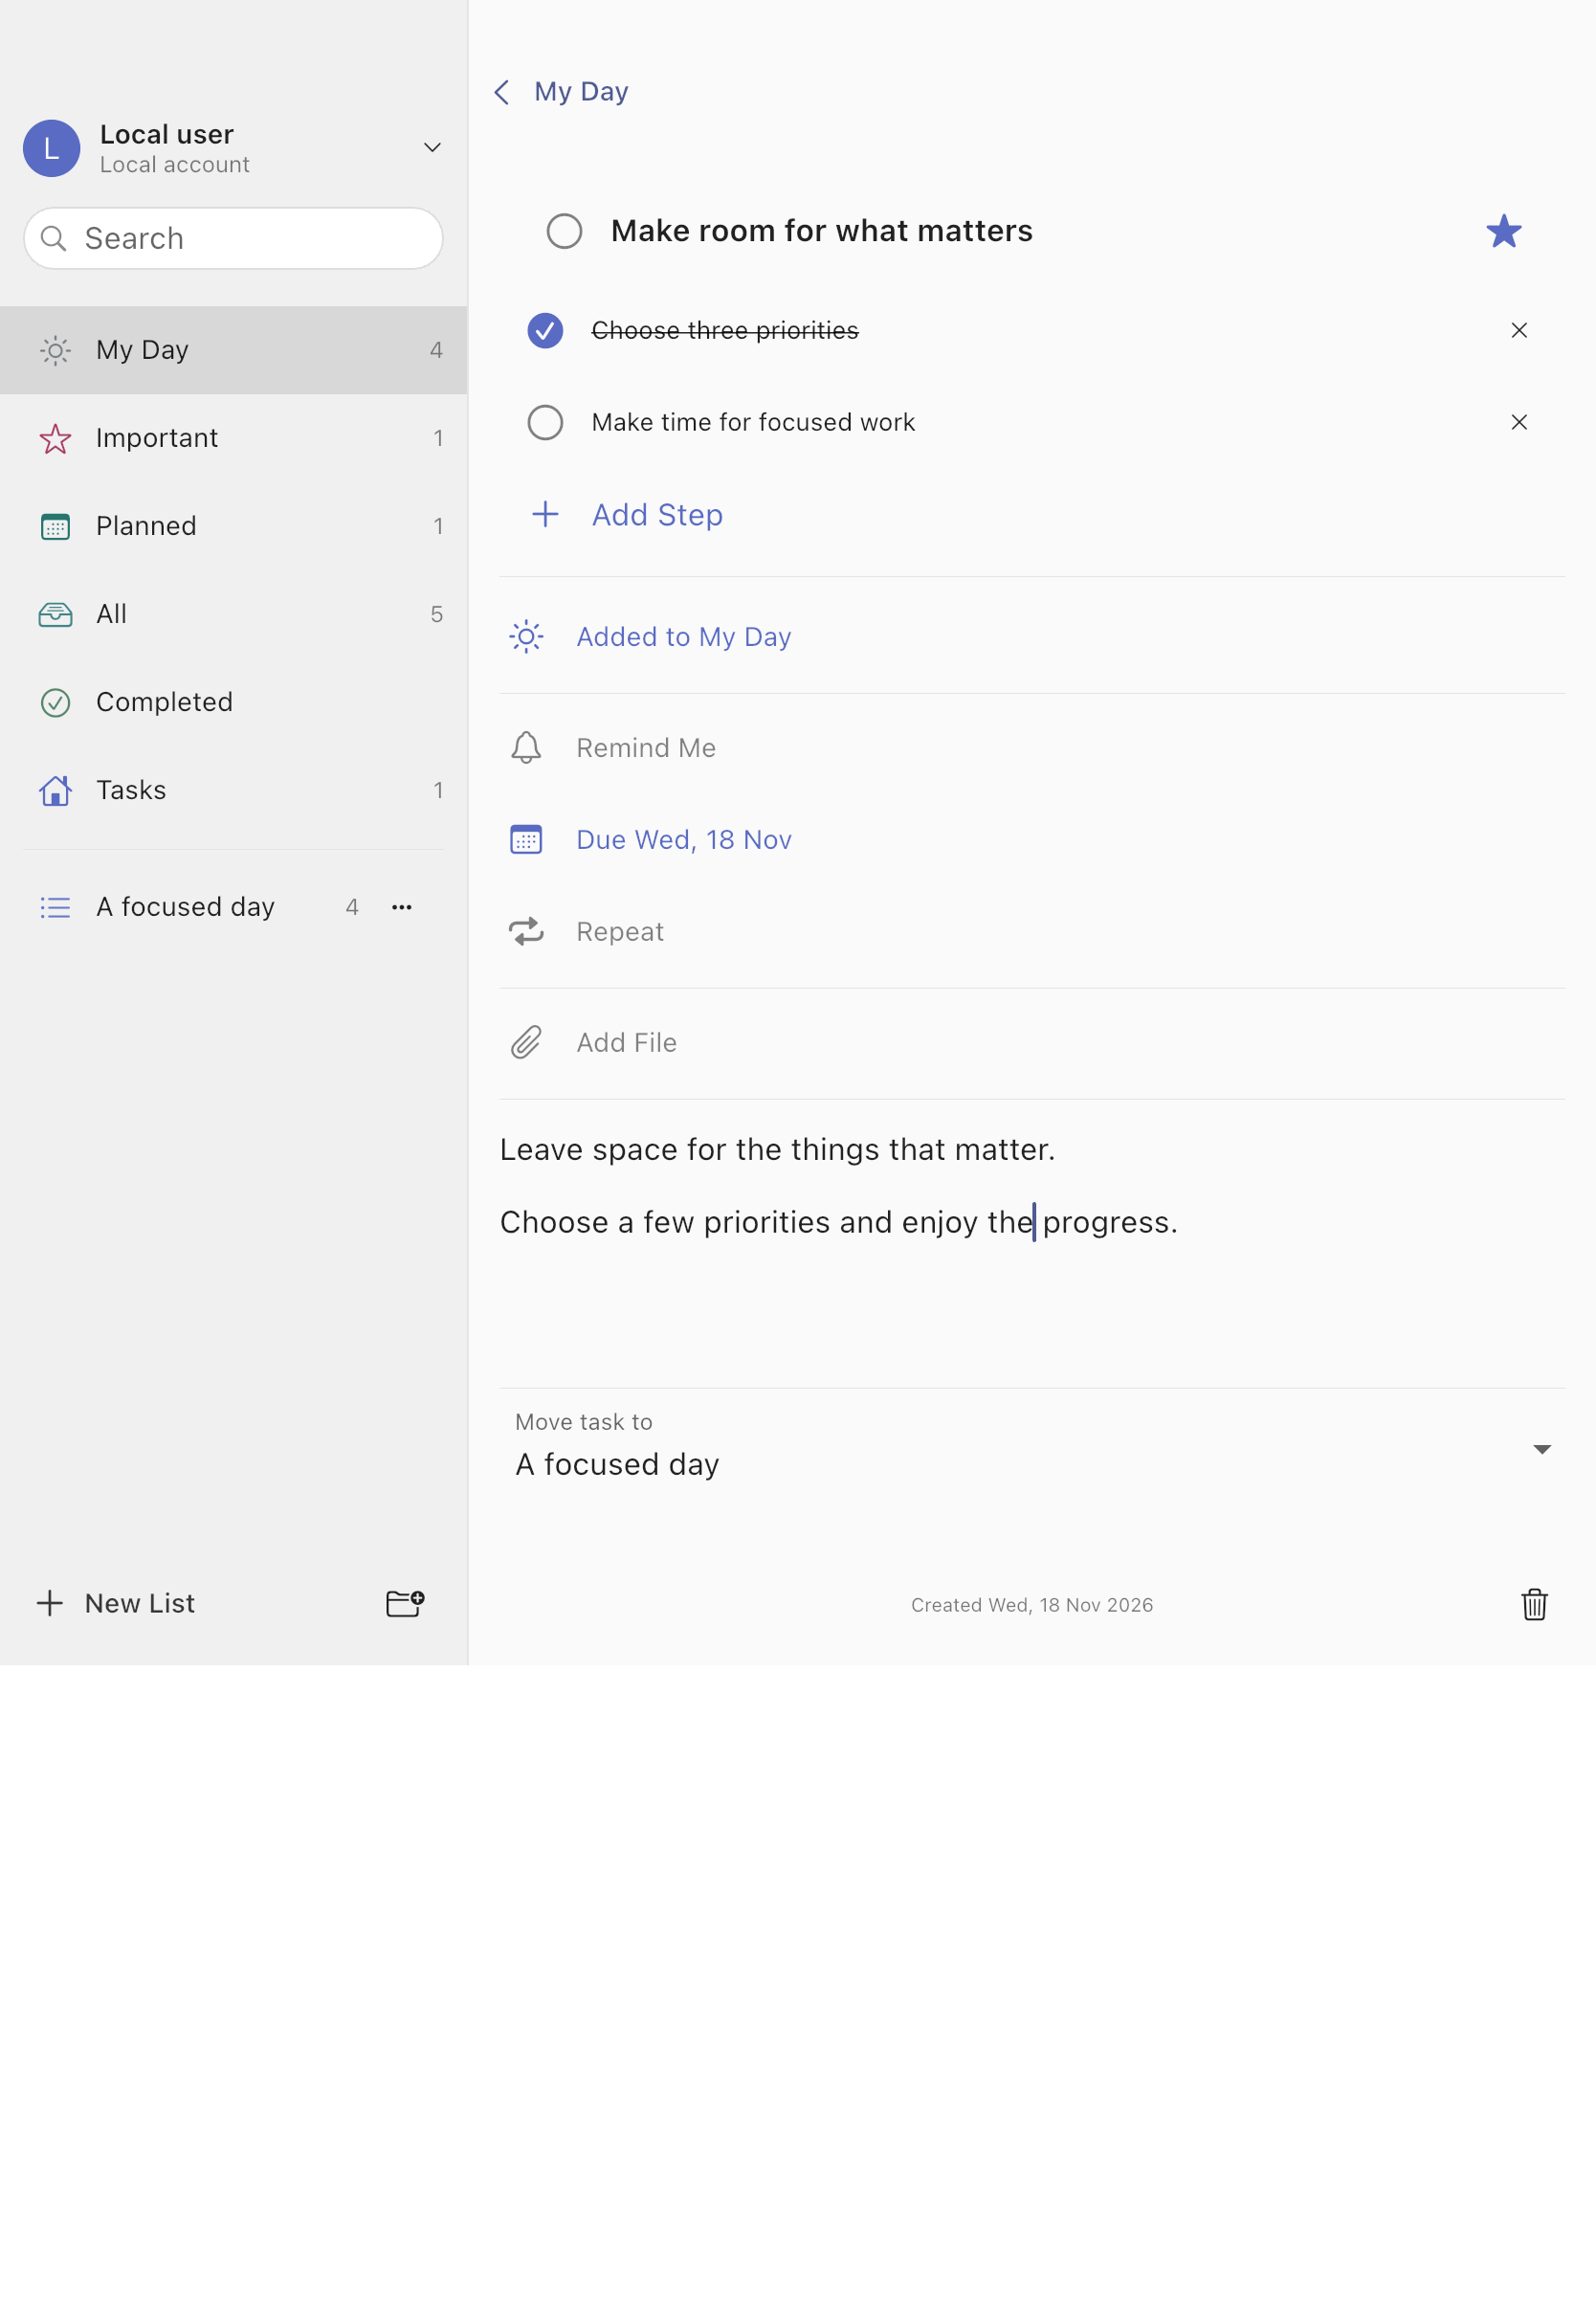 L
Local user
Local account
Search
My Day 4
Important 1
Planned 1
All 5
Completed
Tasks 1
A focused day 4
New List
My Day
Make room for what matters
Choose three priorities
Make time for focused work
Add Step
Added to My Day
Remind Me
Due Wed, 18 Nov
Repeat
Add File
Leave space for the things that matter.
Choose a few priorities and enjoy the progress.
Move task to
A focused day
Created Wed, 18 Nov 2026